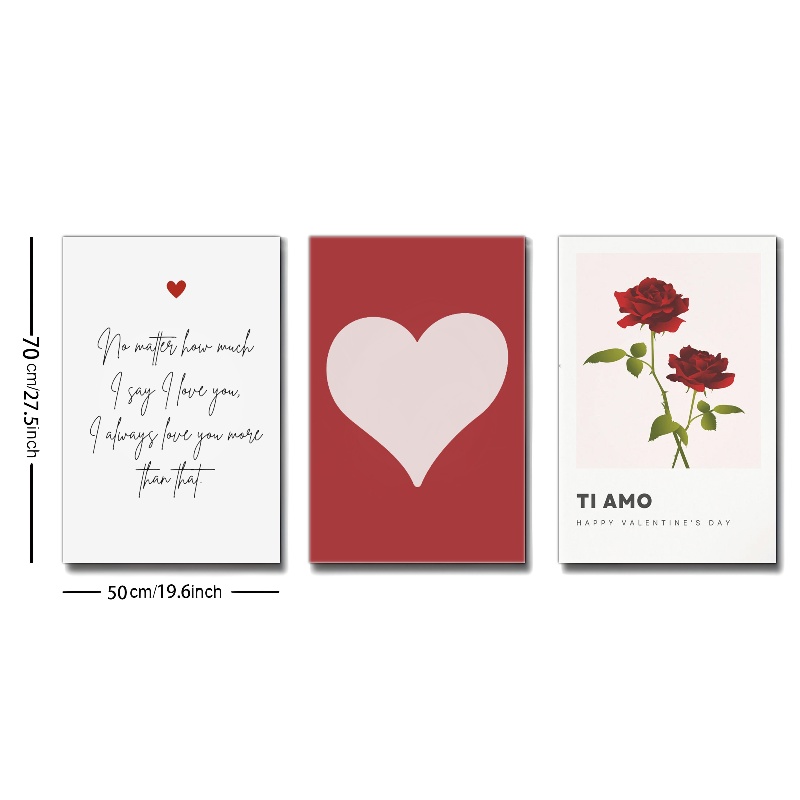 70cm/27.5inch
No matter how much
I say I love you,
I always love you more
than that.
50cm/19.6inch
TI AMO
HAPPY VALENTINE'S DAY